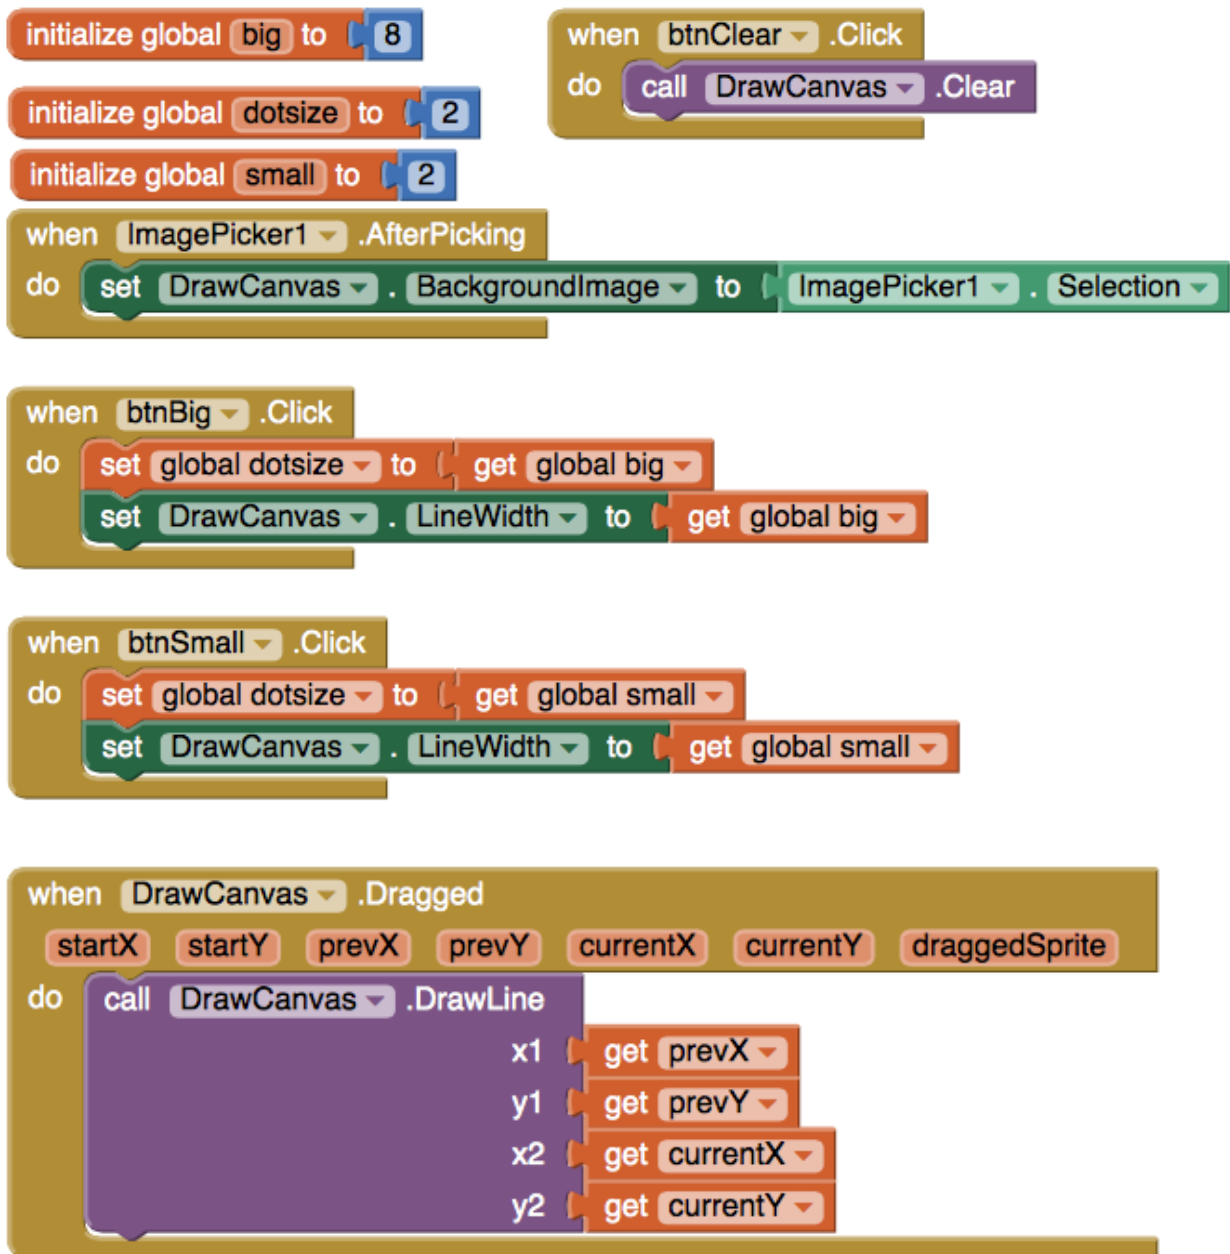 initialize global big to 8
when btnClear .Click
do call DrawCanvas .Clear
initialize global dotsize to 2
initialize global small to 2
when ImagePicker1 .AfterPicking
do set DrawCanvas . BackgroundImage to ImagePicker1 . Selection
when btnBig .Click
do set global dotsize to get global big
set DrawCanvas . LineWidth to get global big
when btnSmall .Click
do set global dotsize to get global small
set DrawCanvas . LineWidth to get global small
when DrawCanvas .Dragged
startX startY prevX prevY currentX currentY draggedSprite
do call DrawCanvas .DrawLine
x1 get prevX
y1 get prevY
x2 get currentX
y2 get currentY